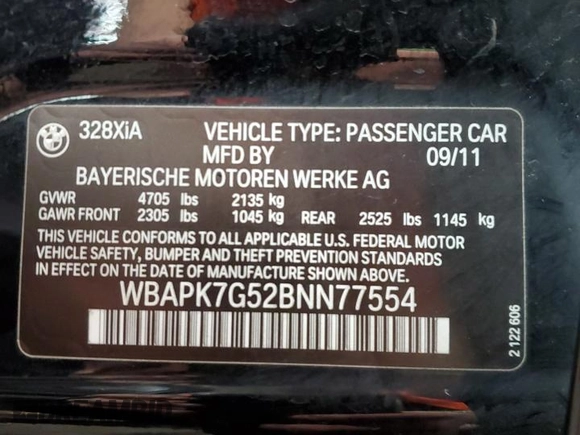 BMW
328XiA VEHICLE TYPE: PASSENGER CAR
MFD BY 09/11
BAYERISCHE MOTOREN WERKE AG
GVWR 4705 lbs 2135 kg
GAWR FRONT 2305 lbs 1045 kg REAR 2525 lbs 1145 kg
THIS VEHICLE CONFORMS TO ALL APPLICABLE U.S. FEDERAL MOTOR
VEHICLE SAFETY, BUMPER AND THEFT PREVENTION STANDARDS
IN EFFECT ON THE DATE OF MANUFACTURE SHOWN ABOVE.
WBAPK7G52BNN77554
2 122 606